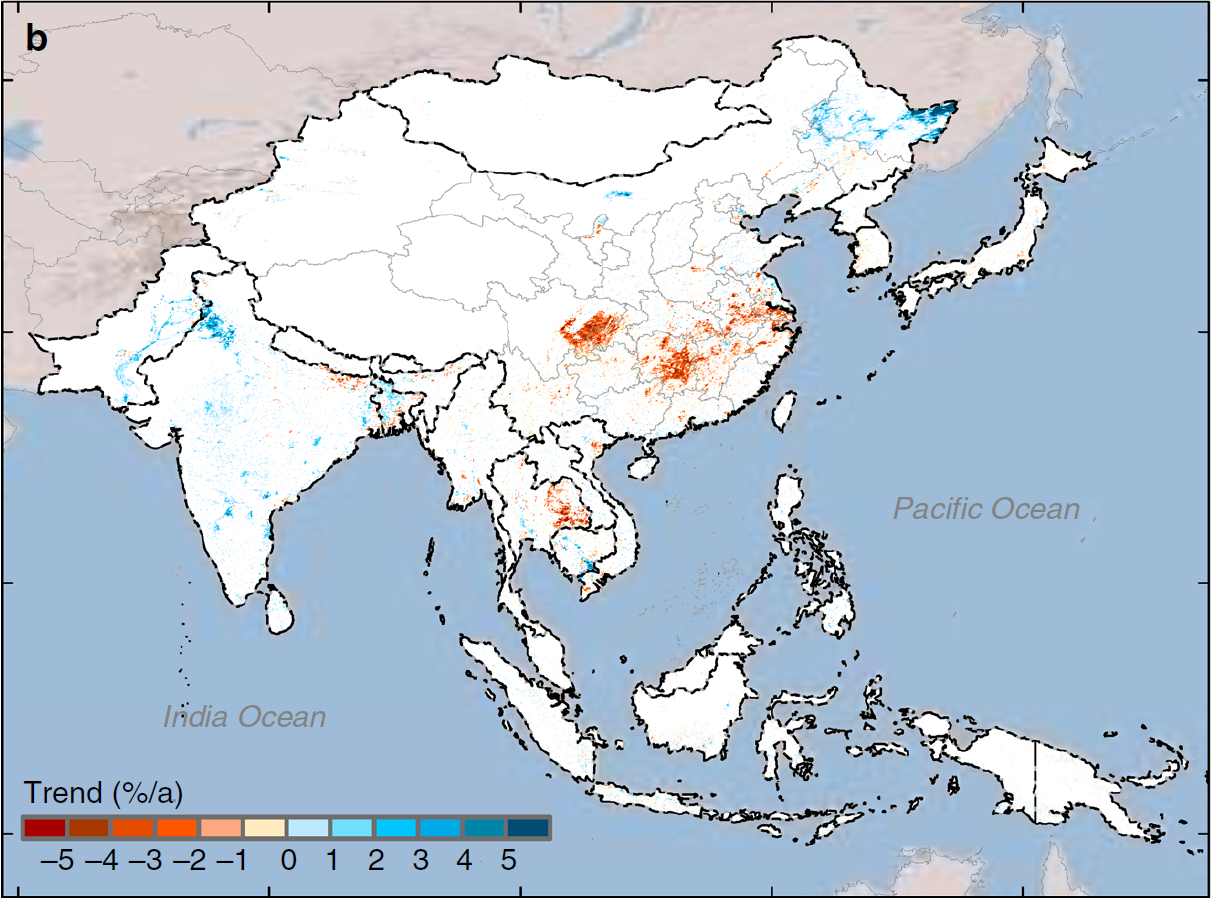 b
Pacific Ocean
India Ocean
Trend (%/a)
–5 –4 –3 –2 –1 0 1 2 3 4 5